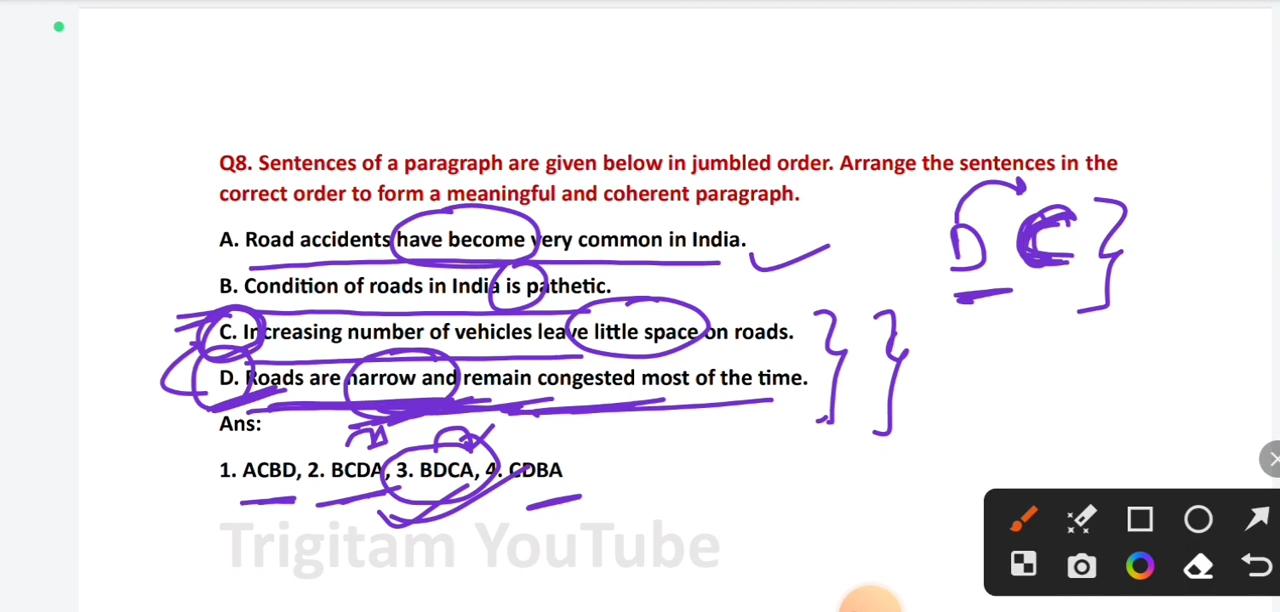 Q8. Sentences of a paragraph are given below in jumbled order. Arrange the sentences in the
correct order to form a meaningful and coherent paragraph.
A. Road accidents have become very common in India.
D C
B. Condition of roads in India is pathetic.
C. Increasing number of vehicles leave little space on roads.
D. Roads are narrow and remain congested most of the time.
Ans:
1. ACBD, 2. BCDA, 3. BDCA, 4. CDBA
Trigitam YouTube